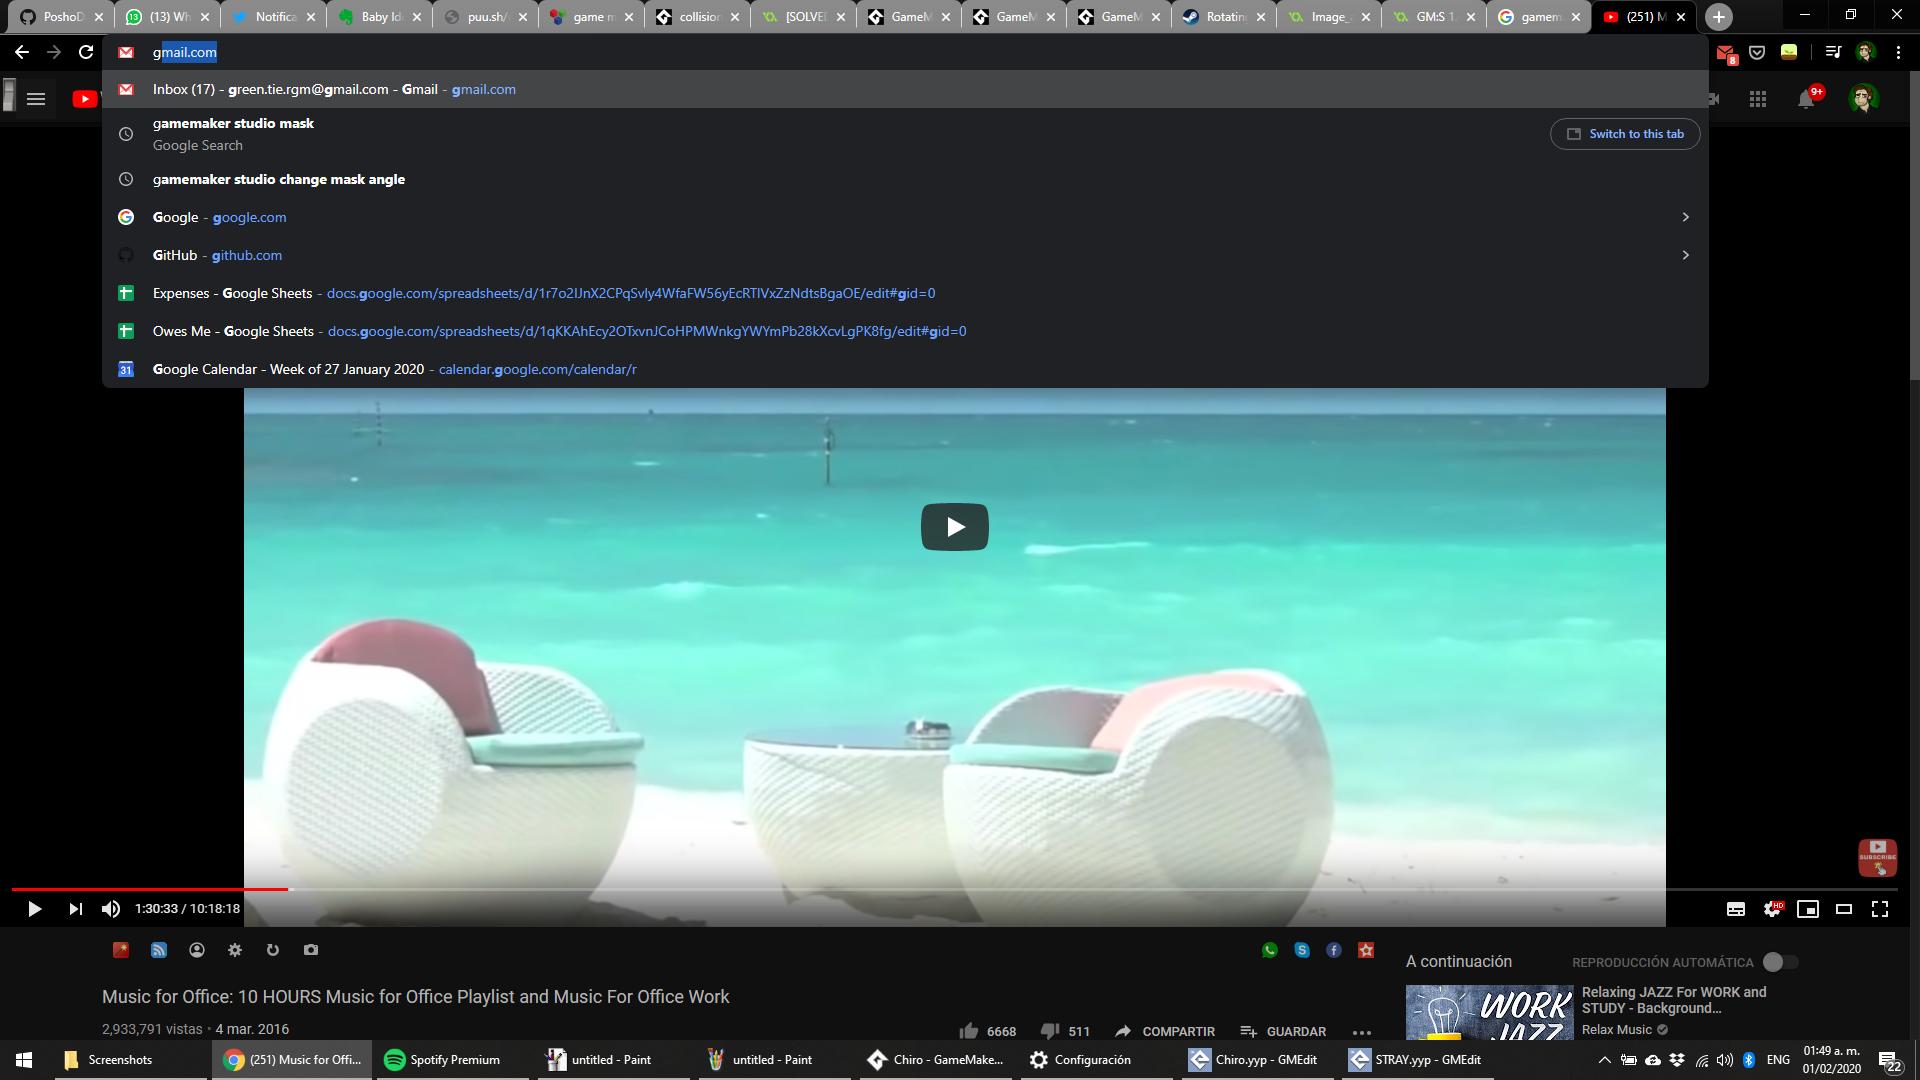 PoshoD
(13) Wh
Notifica
Baby Id
puu.sh/
game m
collision
[SOLVE
GameM
GameM
GameM
Rotatin
Image_
GM:S 1.
gamem
(251) M
gmail.com
8
Inbox (17) - green.tie.rgm@gmail.com - Gmail - gmail.com
9+
gamemaker studio mask
Google Search
Switch to this tab
gamemaker studio change mask angle
Google - google.com
GitHub - github.com
Expenses - Google Sheets - docs.google.com/spreadsheets/d/1r7o2IJnX2CPqSvly4WfaFW56yEcRTlVxZzNdtsBgaOE/edit#gid=0
Owes Me - Google Sheets - docs.google.com/spreadsheets/d/1qKKAhEcy2OTxvnJCoHPMWnkgYWYmPb28kXcvLgPK8fg/edit#gid=0
31
Google Calendar - Week of 27 January 2020 - calendar.google.com/calendar/r
SUBSCRIBE
1:30:33 / 10:18:18
HD
A continuación
REPRODUCCIÓN AUTOMÁTICA
Music for Office: 10 HOURS Music for Office Playlist and Music For Office Work
2,933,791 vistas • 4 mar. 2016
6668
511
COMPARTIR
GUARDAR
WORK
JAZZ
Relaxing JAZZ For WORK and
STUDY - Background...
Relax Music
Screenshots
(251) Music for Offi...
Spotify Premium
untitled - Paint
untitled - Paint
Chiro - GameMake...
Configuración
Chiro.yyp - GMEdit
STRAY.yyp - GMEdit
ENG
01:49 a. m.
01/02/2020
22